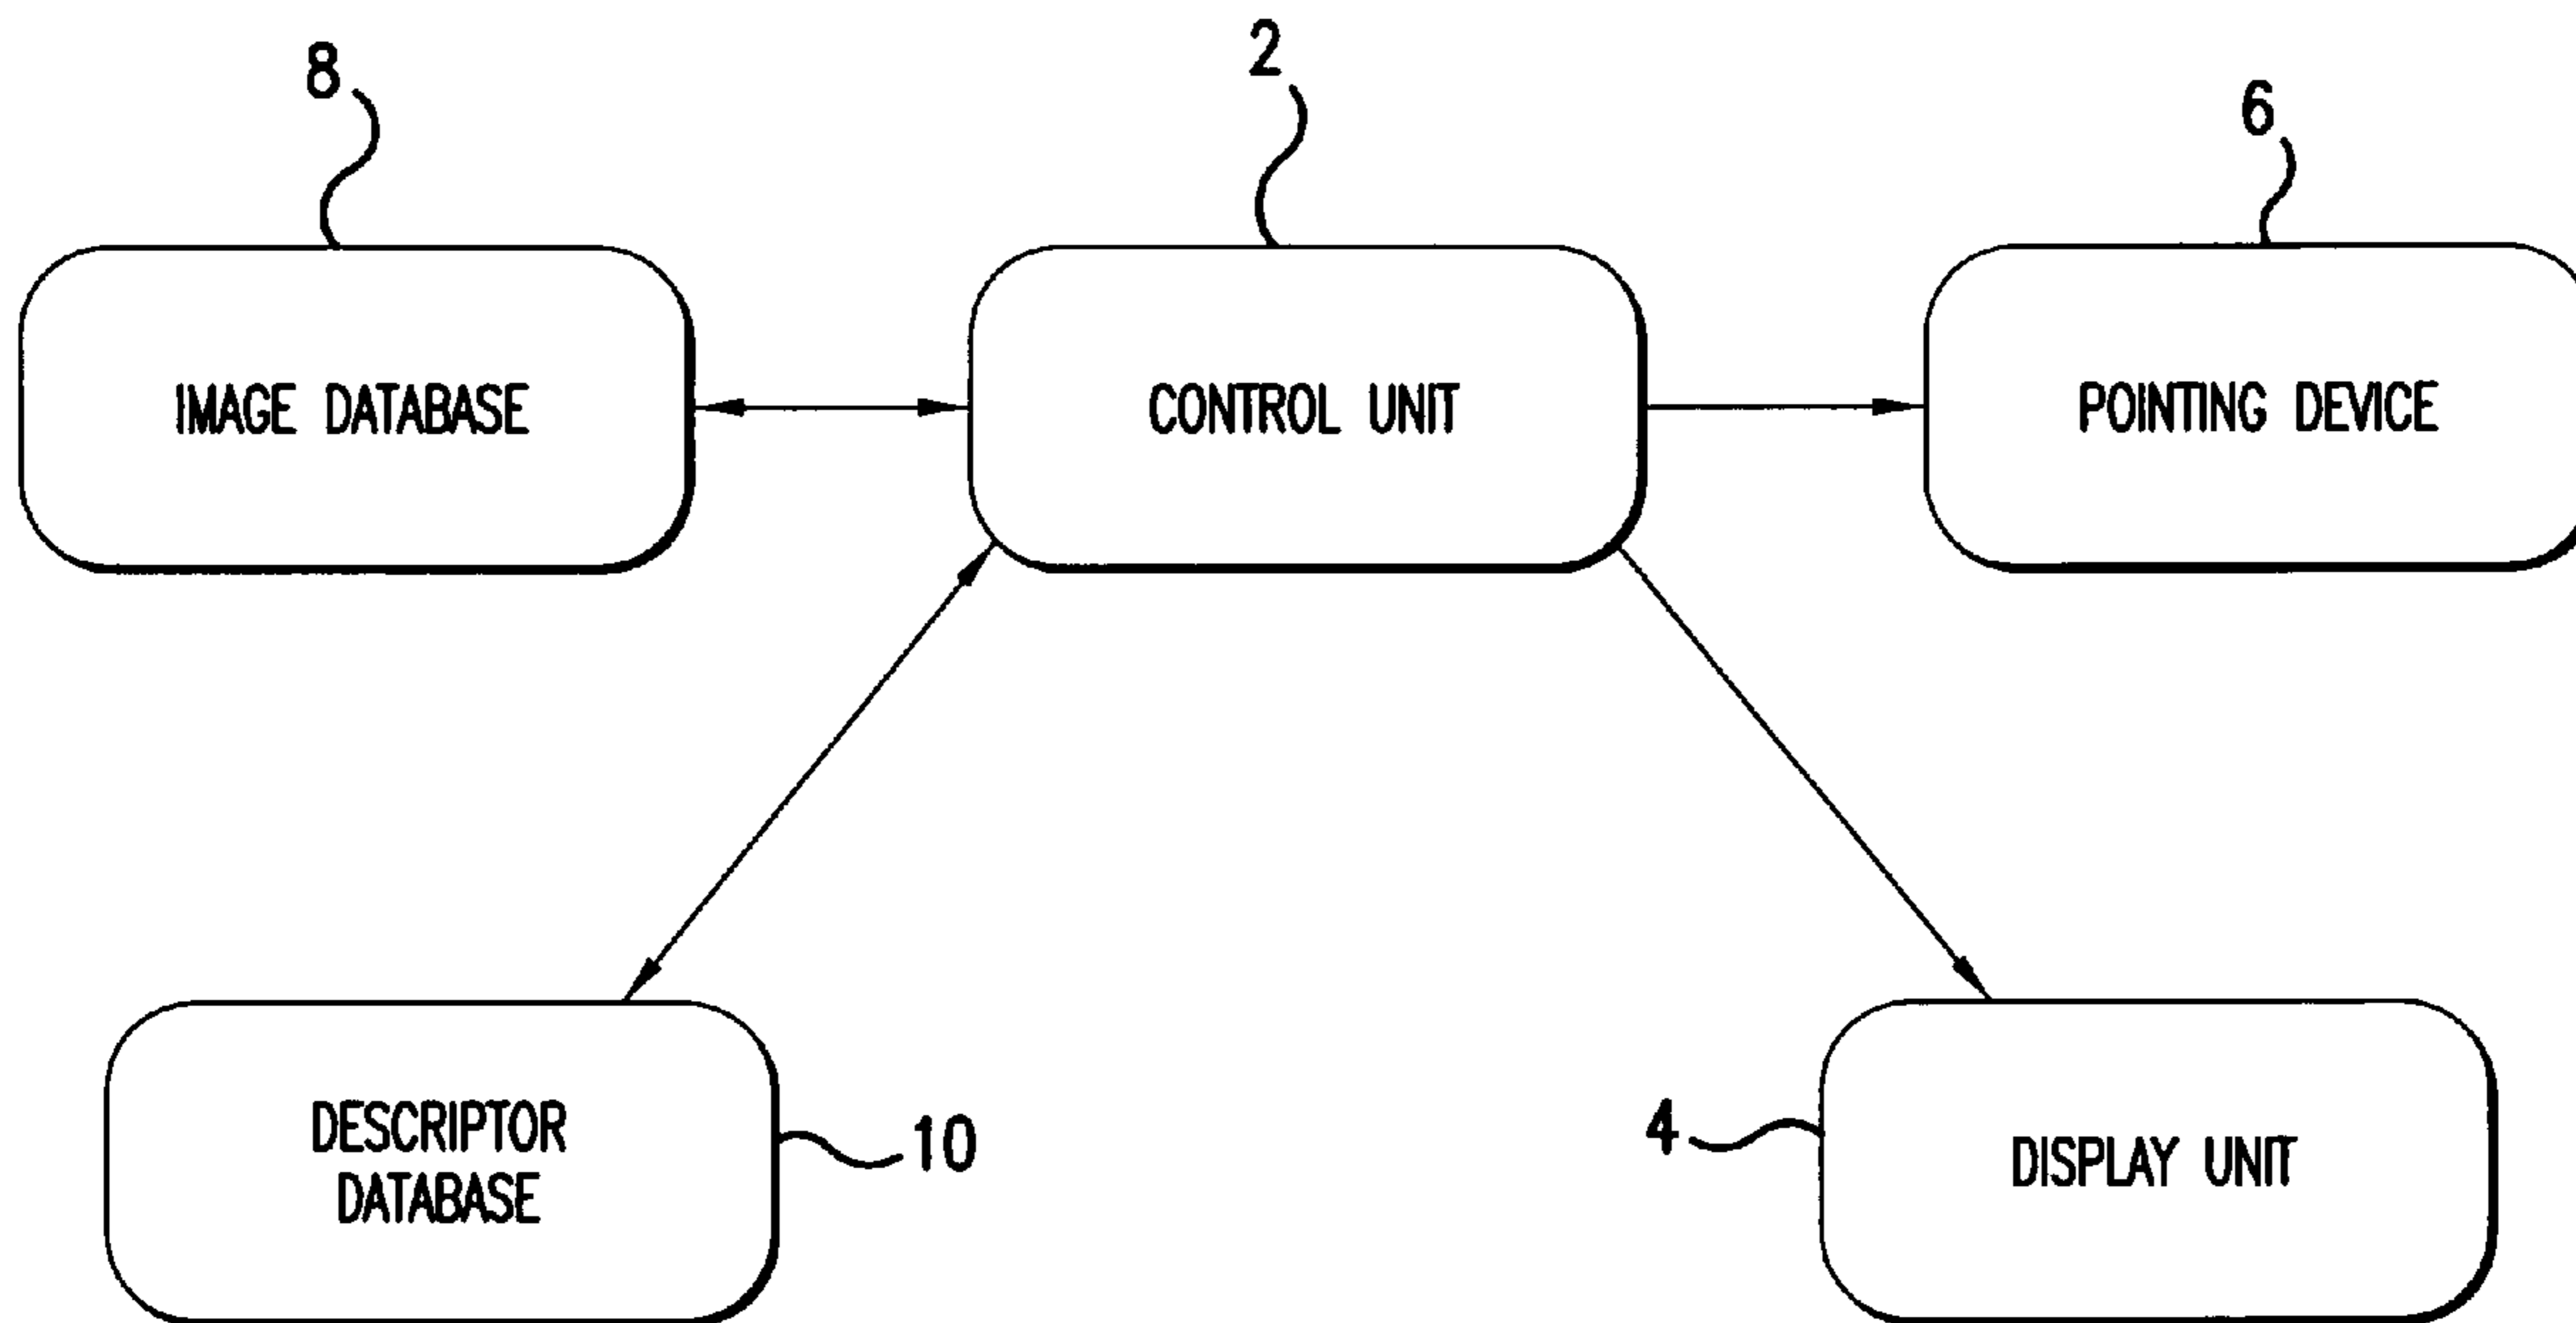 8
2
6
IMAGE DATABASE
CONTROL UNIT
POINTING DEVICE
DESCRIPTOR
DATABASE
10
4
DISPLAY UNIT